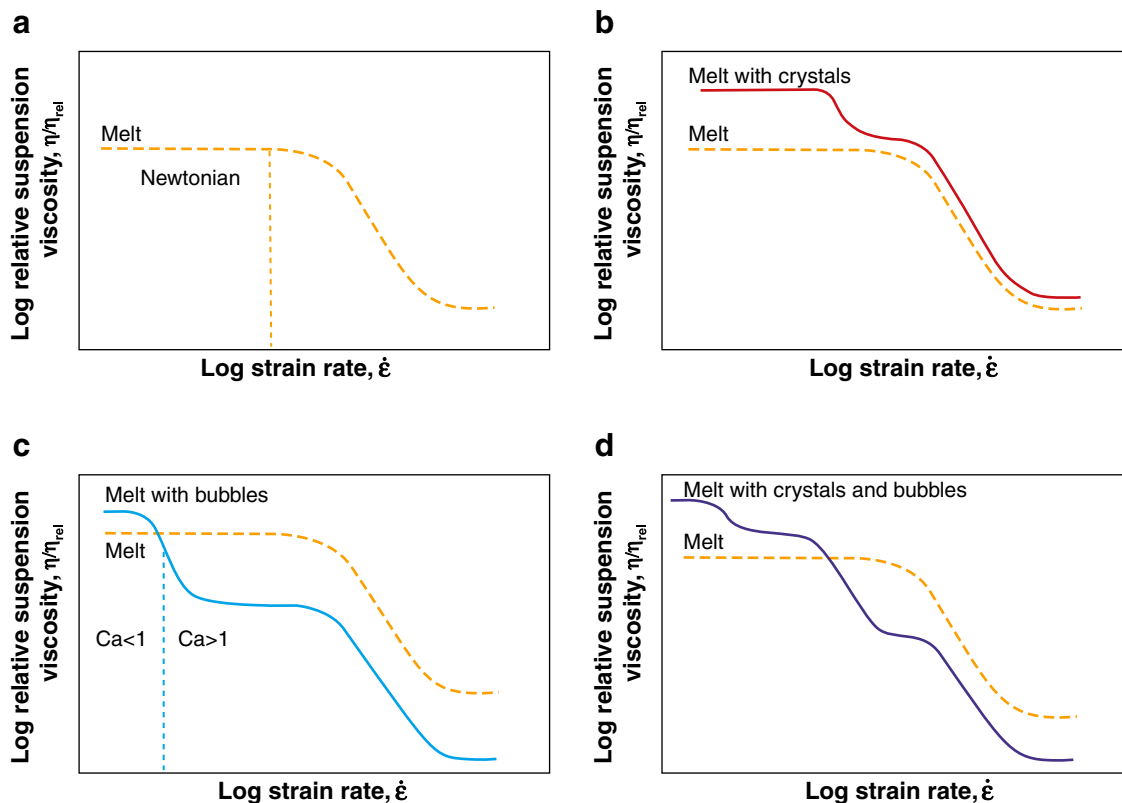 a
Log relative suspension
viscosity, η/ηrel
Melt
Newtonian
Log strain rate, ε̇
b
Log relative suspension
viscosity, η/ηrel
Melt with crystals
Melt
Log strain rate, ε̇
c
Log relative suspension
viscosity, η/ηrel
Melt with bubbles
Melt
Ca<1 Ca>1
Log strain rate, ε̇
d
Log relative suspension
viscosity, η/ηrel
Melt with crystals and bubbles
Melt
Log strain rate, ε̇